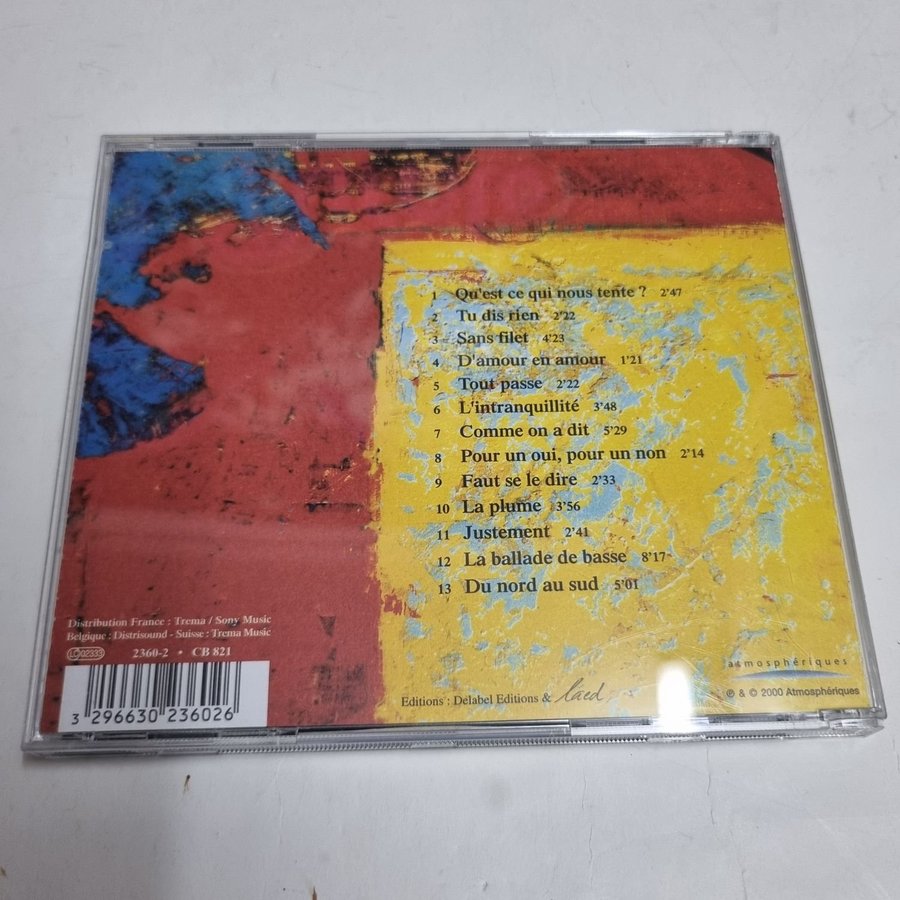 1 Qu'est ce qui nous tente ? 2'47
2 Tu dis rien 2'22
3 Sans filet 4'23
4 D'amour en amour 1'21
5 Tout passe 2'22
6 L'intranquillité 3'48
7 Comme on a dit 5'29
8 Pour un oui, pour un non 2'14
9 Faut se le dire 2'33
10 La plume 3'56
11 Justement 2'41
12 La ballade de basse 8'17
13 Du nord au sud 5'01
Distribution France : Trema / Sony Music
Belgique : Distrisound - Suisse : Trema Music
LC 02333
2360-2 • CB 821
3 296630 236026
Editions : Delabel Editions & Laed
atmosphériques
℗ & © 2000 Atmosphériques